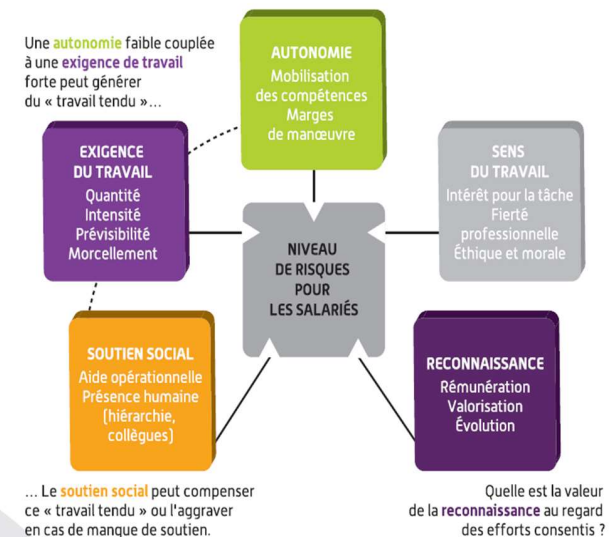 Une autonomie faible couplée
à une exigence de travail
forte peut générer
du « travail tendu »...
AUTONOMIE
Mobilisation
des compétences
Marges
de manœuvre
EXIGENCE
DU TRAVAIL
Quantité
Intensité
Prévisibilité
Morcellement
SENS
DU TRAVAIL
Intérêt pour la tâche
Fierté
professionnelle
Éthique et morale
NIVEAU
DE RISQUES
POUR
LES SALARIÉS
SOUTIEN SOCIAL
Aide opérationnelle
Présence humaine
(hiérarchie,
collègues)
RECONNAISSANCE
Rémunération
Valorisation
Évolution
... Le soutien social peut compenser
ce « travail tendu » ou l'aggraver
en cas de manque de soutien.
Quelle est la valeur
de la reconnaissance au regard
des efforts consentis ?